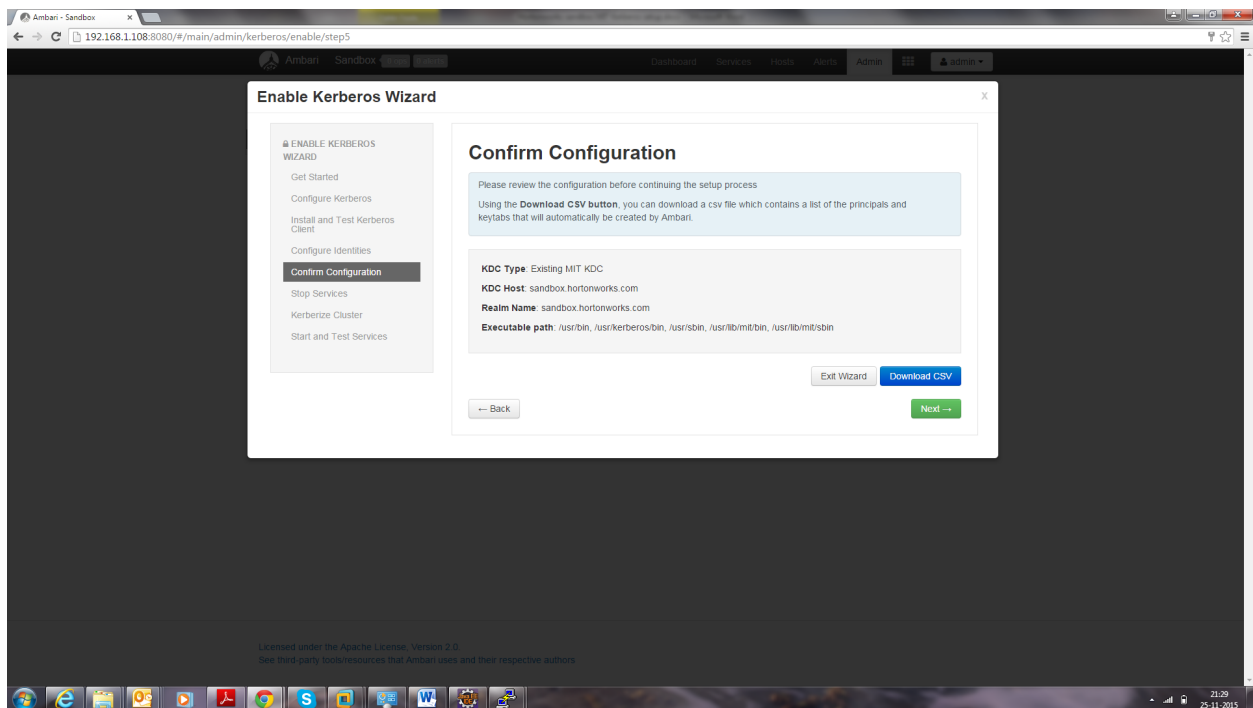 Ambari - Sandbox
192.168.1.108:8080/#/main/admin/kerberos/enable/step5
Ambari Sandbox
Dashboard Services Hosts Alerts Admin admin
Enable Kerberos Wizard
X
ENABLE KERBEROS
WIZARD
Get Started
Configure Kerberos
Install and Test Kerberos
Client
Configure Identities
Confirm Configuration
Stop Services
Kerberize Cluster
Start and Test Services
Confirm Configuration
Please review the configuration before continuing the setup process
Using the Download CSV button, you can download a csv file which contains a list of the principals and
keytabs that will automatically be created by Ambari.
KDC Type: Existing MIT KDC
KDC Host: sandbox.hortonworks.com
Realm Name: sandbox.hortonworks.com
Executable path: /usr/bin, /usr/kerberos/bin, /usr/sbin, /usr/lib/mit/bin, /usr/lib/mit/sbin
Exit Wizard
Download CSV
← Back
Next →
Licensed under the Apache License, Version 2.0.
See third-party tools/resources that Ambari uses and their respective authors
21:29
25-11-2015